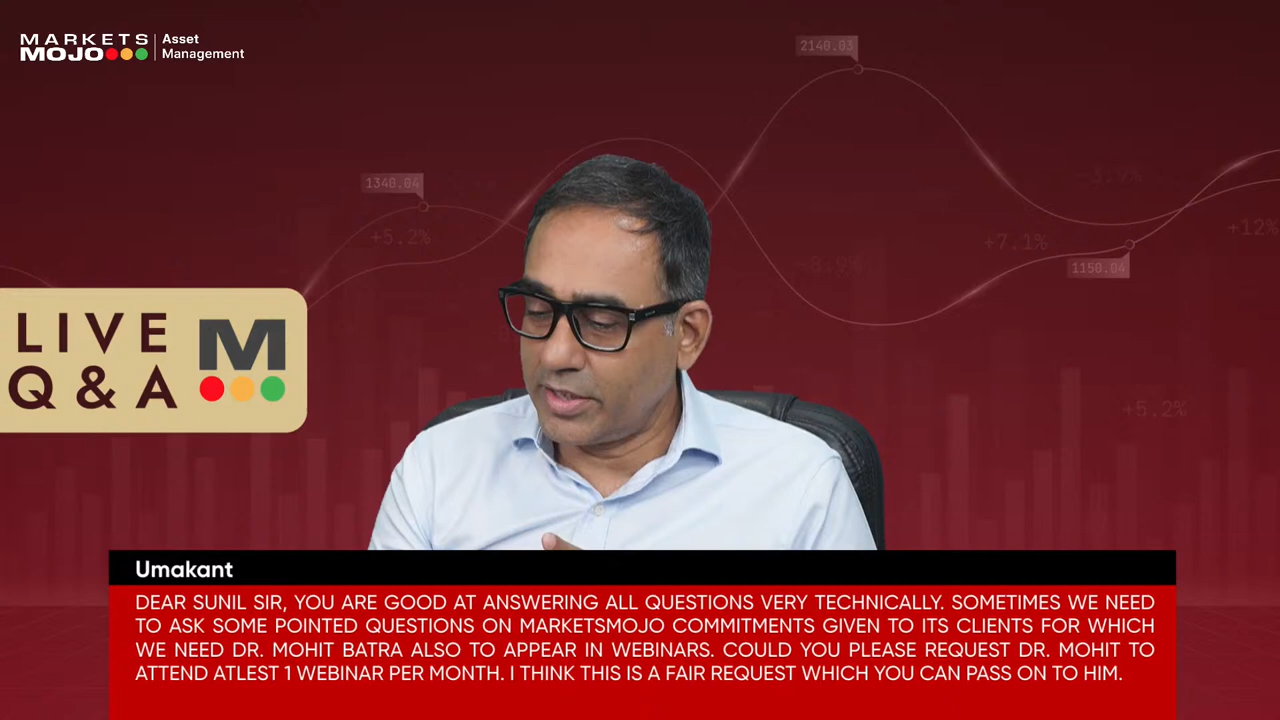 MARKETS
MOJO
Asset
Management
2140.03
1340.04
+5.2%
3.9%
+7.1%
+12%
-8.9%
1150.04
+5.2%
LIVE
Q&A
M
Umakant
DEAR SUNIL SIR, YOU ARE GOOD AT ANSWERING ALL QUESTIONS VERY TECHNICALLY. SOMETIMES WE NEED
TO ASK SOME POINTED QUESTIONS ON MARKETSMOJO COMMITMENTS GIVEN TO ITS CLIENTS FOR WHICH
WE NEED DR. MOHIT BATRA ALSO TO APPEAR IN WEBINARS. COULD YOU PLEASE REQUEST DR. MOHIT TO
ATTEND ATLEST 1 WEBINAR PER MONTH. I THINK THIS IS A FAIR REQUEST WHICH YOU CAN PASS ON TO HIM.